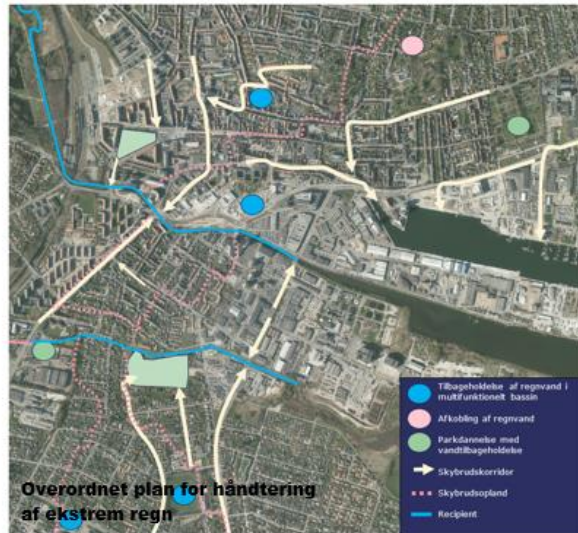 Tilbageholdelse af regnvand i
multifunktionelt bassin
Afkobling af regnvand
Parkdannelse med
vandtilbageholdelse
Skybrudskorridor
Skybrudsopland
Recipient
Overordnet plan for håndtering
af ekstrem regn